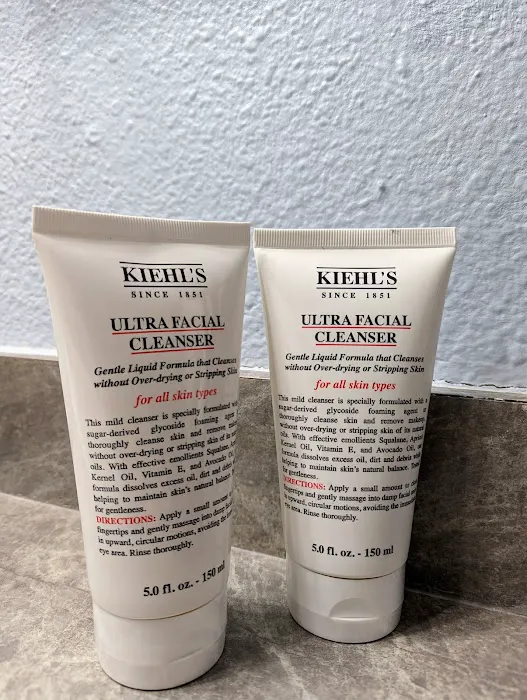 KIEHL'S
SINCE 1851
ULTRA FACIAL
CLEANSER
Gentle Liquid Formula that Cleanses
without Over-drying or Stripping Skin
for all skin types
This mild cleanser is specially formulated with
sugar-derived glycoside foaming agent
thoroughly cleanse skin and remove
without over-drying or stripping skin of its
oils. With effective emollients Squalane,
Kernel Oil, Vitamin E, and Avocado Oil,
formula dissolves excess oil, dirt and debris
helping to maintain skin's natural balance.
for gentleness.
DIRECTIONS: Apply a small amount
fingertips and gently massage into damp facial
in upward, circular motions, avoiding the
eye area. Rinse thoroughly.
5.0 fl. oz. - 150 ml
KIEHL'S
SINCE 1851
ULTRA FACIAL
CLEANSER
Gentle Liquid Formula that Cleanses
without Over-drying or Stripping Skin
for all skin types
This mild cleanser is specially formulated with a
sugar-derived glycoside foaming agent
thoroughly cleanse skin and remove makeup,
without over-drying or stripping skin of its
oils. With effective emollients Squalane,
Kernel Oil, Vitamin E, and Avocado Oil,
formula dissolves excess oil, dirt and debris
helping to maintain skin's natural balance.
for gentleness.
DIRECTIONS: Apply a small amount to
fingertips and gently massage into damp facial
in upward, circular motions, avoiding the
eye area. Rinse thoroughly.
5.0 fl. oz. - 150 ml